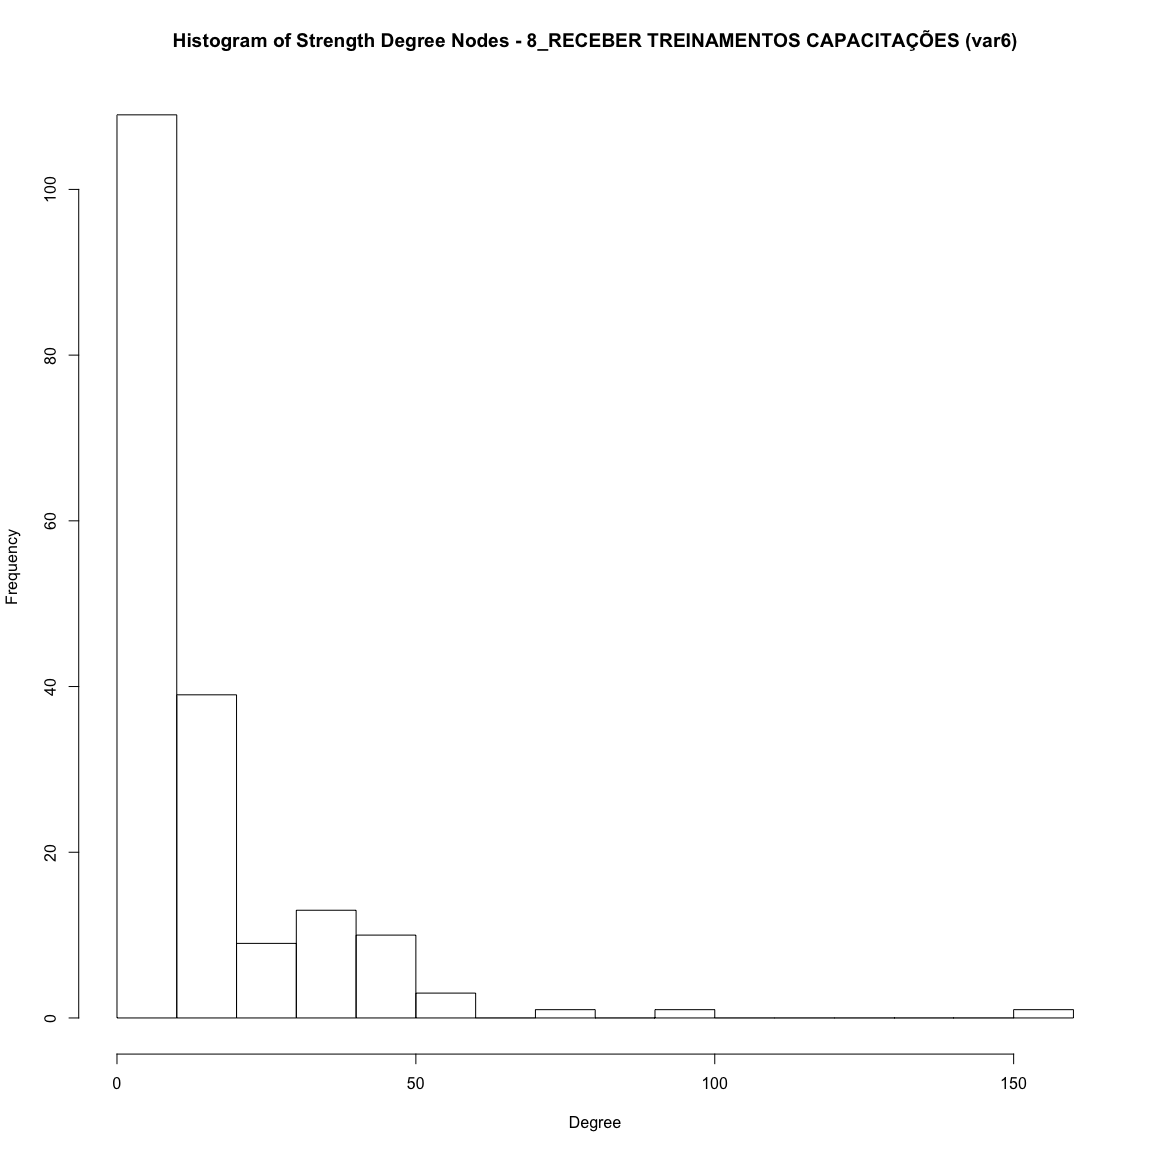 Histogram of Strength Degree Nodes - 8_RECEBER TREINAMENTOS CAPACITAÇÕES (var6)
100
80
60
40
20
0
Frequency
0 50 100 150
Degree